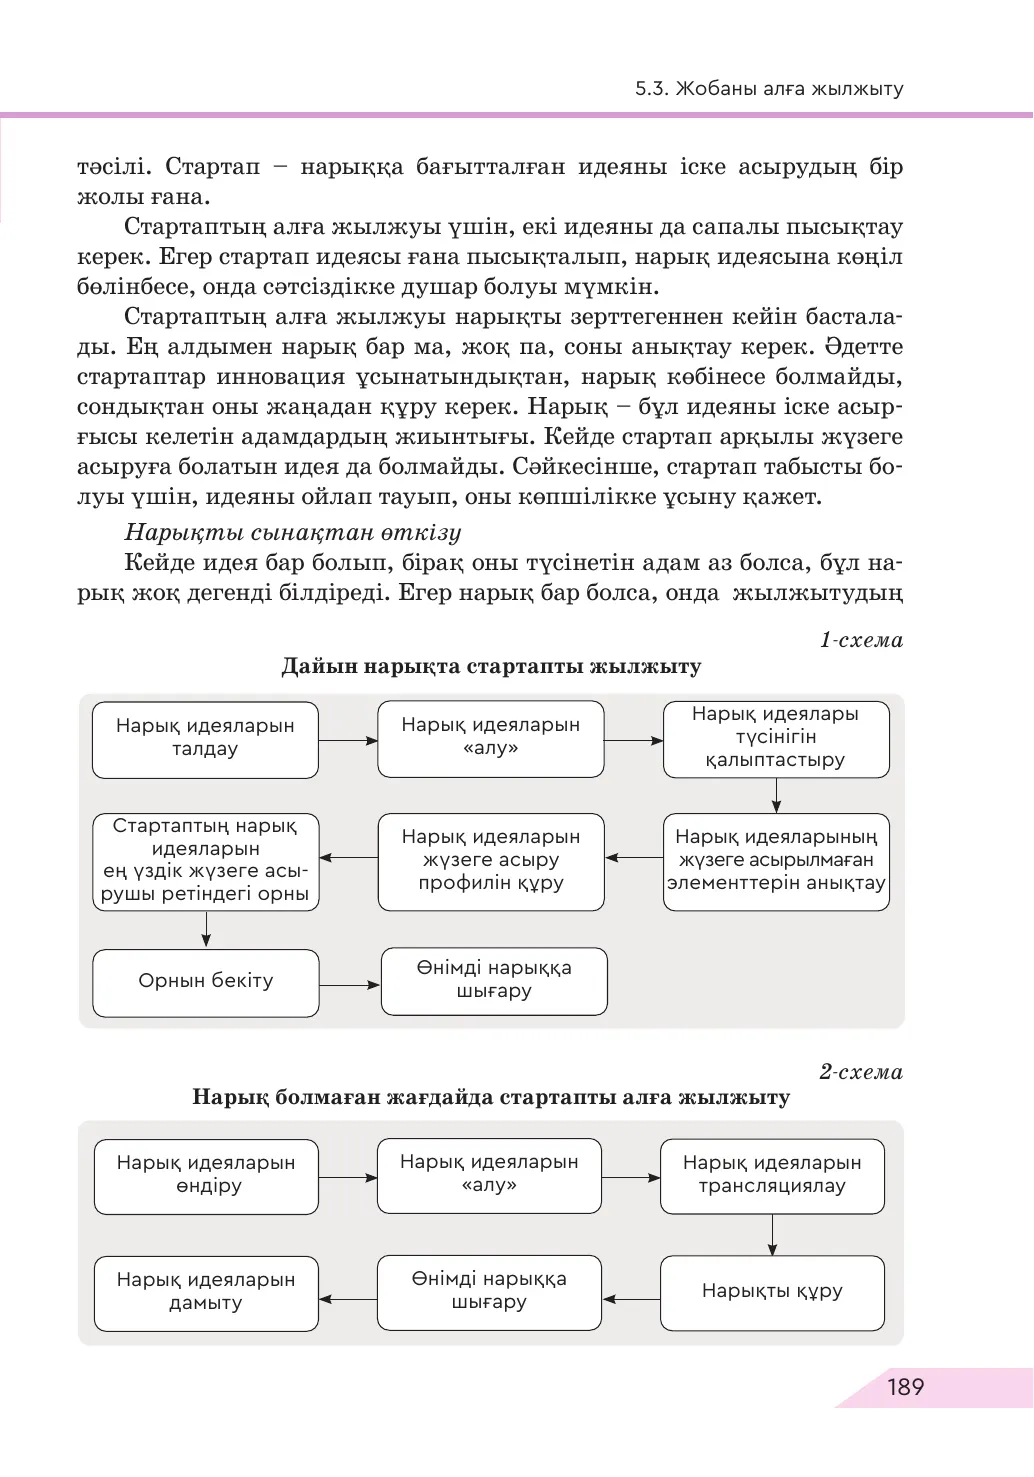 5.3. Жобаны алға жылжыту
тәсілі. Стартап – нарыққа бағытталған идеяны іске асырудың бір
жолы ғана.
Стартаптың алға жылжуы үшін, екі идеяны да сапалы пысықтау
керек. Егер стартап идеясы ғана пысықталып, нарық идеясына көңіл
бөлінбесе, онда сәтсіздікке душар болуы мүмкін.
Стартаптың алға жылжуы нарықты зерттегеннен кейін бастала-
ды. Ең алдымен нарық бар ма, жоқ па, соны анықтау керек. Әдетте
стартаптар инновация ұсынатындықтан, нарық көбінесе болмайды,
сондықтан оны жаңадан құру керек. Нарық – бұл идеяны іске асыр-
ғысы келетін адамдардың жиынтығы. Кейде стартап арқылы жүзеге
асыруға болатын идея да болмайды. Сәйкесінше, стартап табысты бо-
луы үшін, идеяны ойлап тауып, оны көпшілікке ұсыну қажет.
Нарықты сынақтан өткізу
Кейде идея бар болып, бірақ оны түсінетін адам аз болса, бұл на-
рық жоқ дегенді білдіреді. Егер нарық бар болса, онда жылжытудың
1-схема
Дайын нарықта стартапты жылжыту
Нарық идеяларын
талдау
Нарық идеяларын
«алу»
Нарық идеялары
түсінігін
қалыптастыру
Стартаптың нарық
идеяларын
ең үздік жүзеге асы-
рушы ретіндегі орны
Нарық идеяларын
жүзеге асыру
профилін құру
Нарық идеяларының
жүзеге асырылмаған
элементтерін анықтау
Орнын бекіту
Өнімді нарыққа
шығару
2-схема
Нарық болмаған жағдайда стартапты алға жылжыту
Нарық идеяларын
өндіру
Нарық идеяларын
«алу»
Нарық идеяларын
трансляциялау
Нарық идеяларын
дамыту
Өнімді нарыққа
шығару
Нарықты құру
189